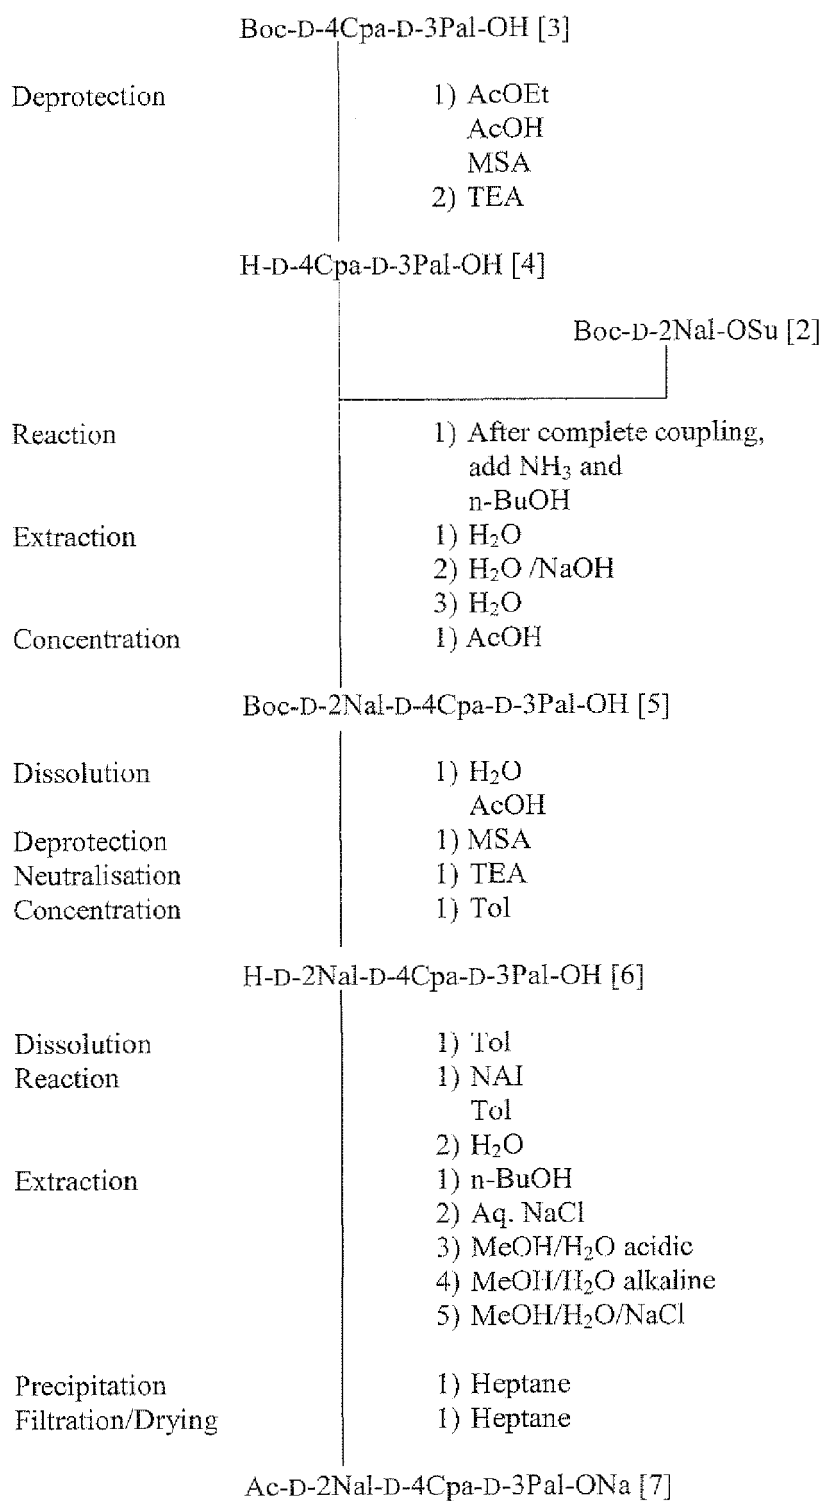 Boc-D-4Cpa-D-3Pal-OH [3]
Deprotection 1) AcOEt
AcOH
MSA
2) TEA
H-D-4Cpa-D-3Pal-OH [4]
Boc-D-2Nal-OSu [2]
Reaction 1) After complete coupling,
add NH₃ and
n-BuOH
Extraction 1) H₂O
2) H₂O /NaOH
3) H₂O
Concentration 1) AcOH
Boc-D-2Nal-D-4Cpa-D-3Pal-OH [5]
Dissolution 1) H₂O
AcOH
Deprotection 1) MSA
Neutralisation 1) TEA
Concentration 1) Tol
H-D-2Nal-D-4Cpa-D-3Pal-OH [6]
Dissolution 1) Tol
Reaction 1) NAI
Tol
2) H₂O
Extraction 1) n-BuOH
2) Aq. NaCl
3) MeOH/H₂O acidic
4) MeOH/H₂O alkaline
5) MeOH/H₂O/NaCl
Precipitation 1) Heptane
Filtration/Drying 1) Heptane
Ac-D-2Nal-D-4Cpa-D-3Pal-ONa [7]